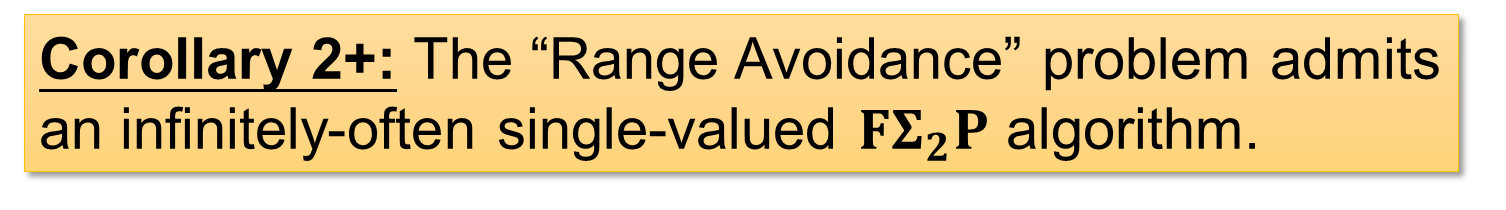 Corollary 2+: The “Range Avoidance” problem admits
an infinitely-often single-valued 𝐅𝚺₂𝐏 algorithm.